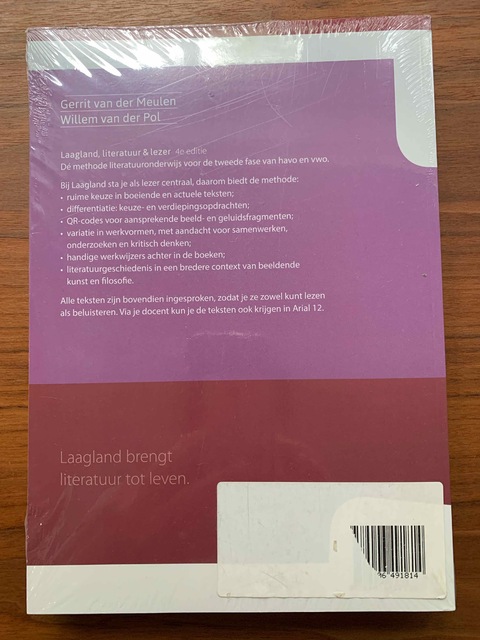 Gerrit van der Meulen
Willem van der Pol
Laagland, literatuur & lezer 4e editie
Dé methode literatuuronderwijs voor de tweede fase van havo en vwo.
Bij Laagland sta je als lezer centraal, daarom biedt de methode:
• ruime keuze in boeiende en actuele teksten;
• differentiatie: keuze- en verdiepingsopdrachten;
• QR-codes voor aansprekende beeld- en geluidsfragmenten;
• variatie in werkvormen, met aandacht voor samenwerken,
onderzoeken en kritisch denken;
• handige werkwijzers achter in de boeken;
• literatuurgeschiedenis in een bredere context van beeldende
kunst en filosofie.
Alle teksten zijn bovendien ingesproken, zodat je ze zowel kunt lezen
als beluisteren. Via je docent kun je de teksten ook krijgen in Arial 12.
Laagland brengt
literatuur tot leven.
491814